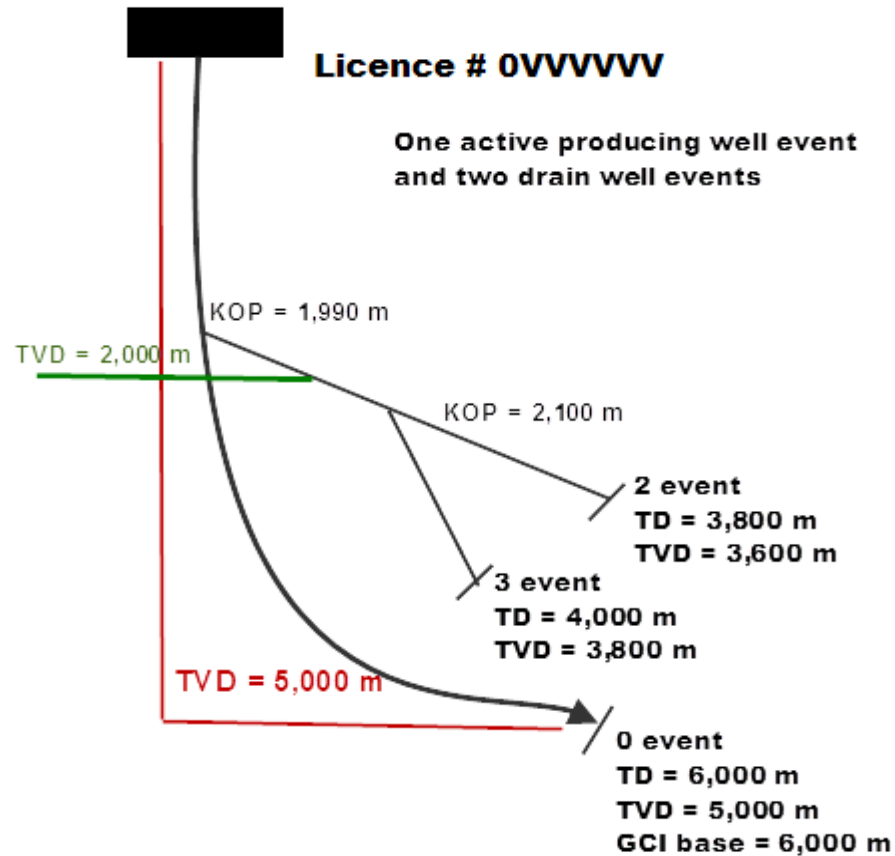 Licence # 0VVVVVV
One active producing well event
and two drain well events
KOP = 1,990 m
TVD = 2,000 m
KOP = 2,100 m
2 event
TD = 3,800 m
TVD = 3,600 m
3 event
TD = 4,000 m
TVD = 3,800 m
TVD = 5,000 m
0 event
TD = 6,000 m
TVD = 5,000 m
GCI base = 6,000 m